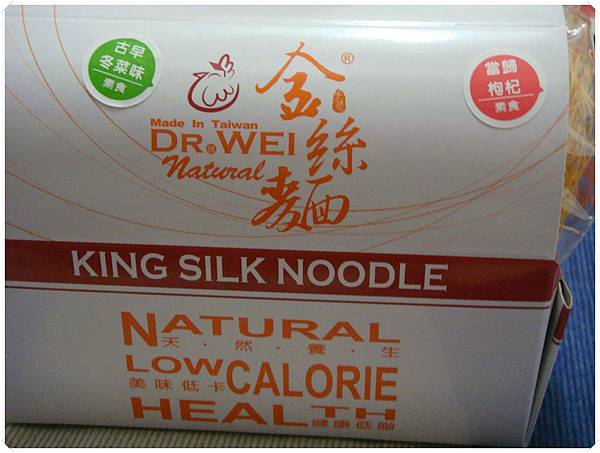 古早
冬菜味
素食
當歸
枸杞
素食
金絲麵
®
Made In Taiwan
DR. WEI
Natural
KING SILK NOODLE
NATURAL
天・然・養・生
LOW CALORIE
美味低卡
HEALTH
健康低脂